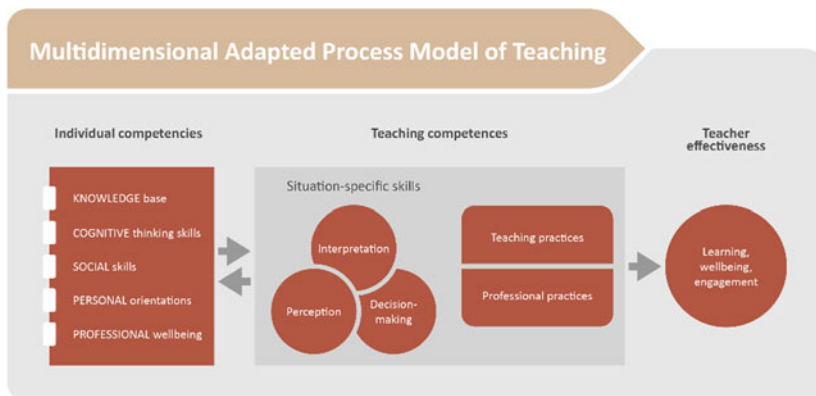 Multidimensional Adapted Process Model of Teaching
Individual competencies
Teaching competences
Teacher
effectiveness
KNOWLEDGE base
COGNITIVE thinking skills
SOCIAL skills
PERSONAL orientations
PROFESSIONAL wellbeing
Situation-specific skills
Interpretation
Perception
Decision-
making
Teaching practices
Professional practices
Learning,
wellbeing,
engagement